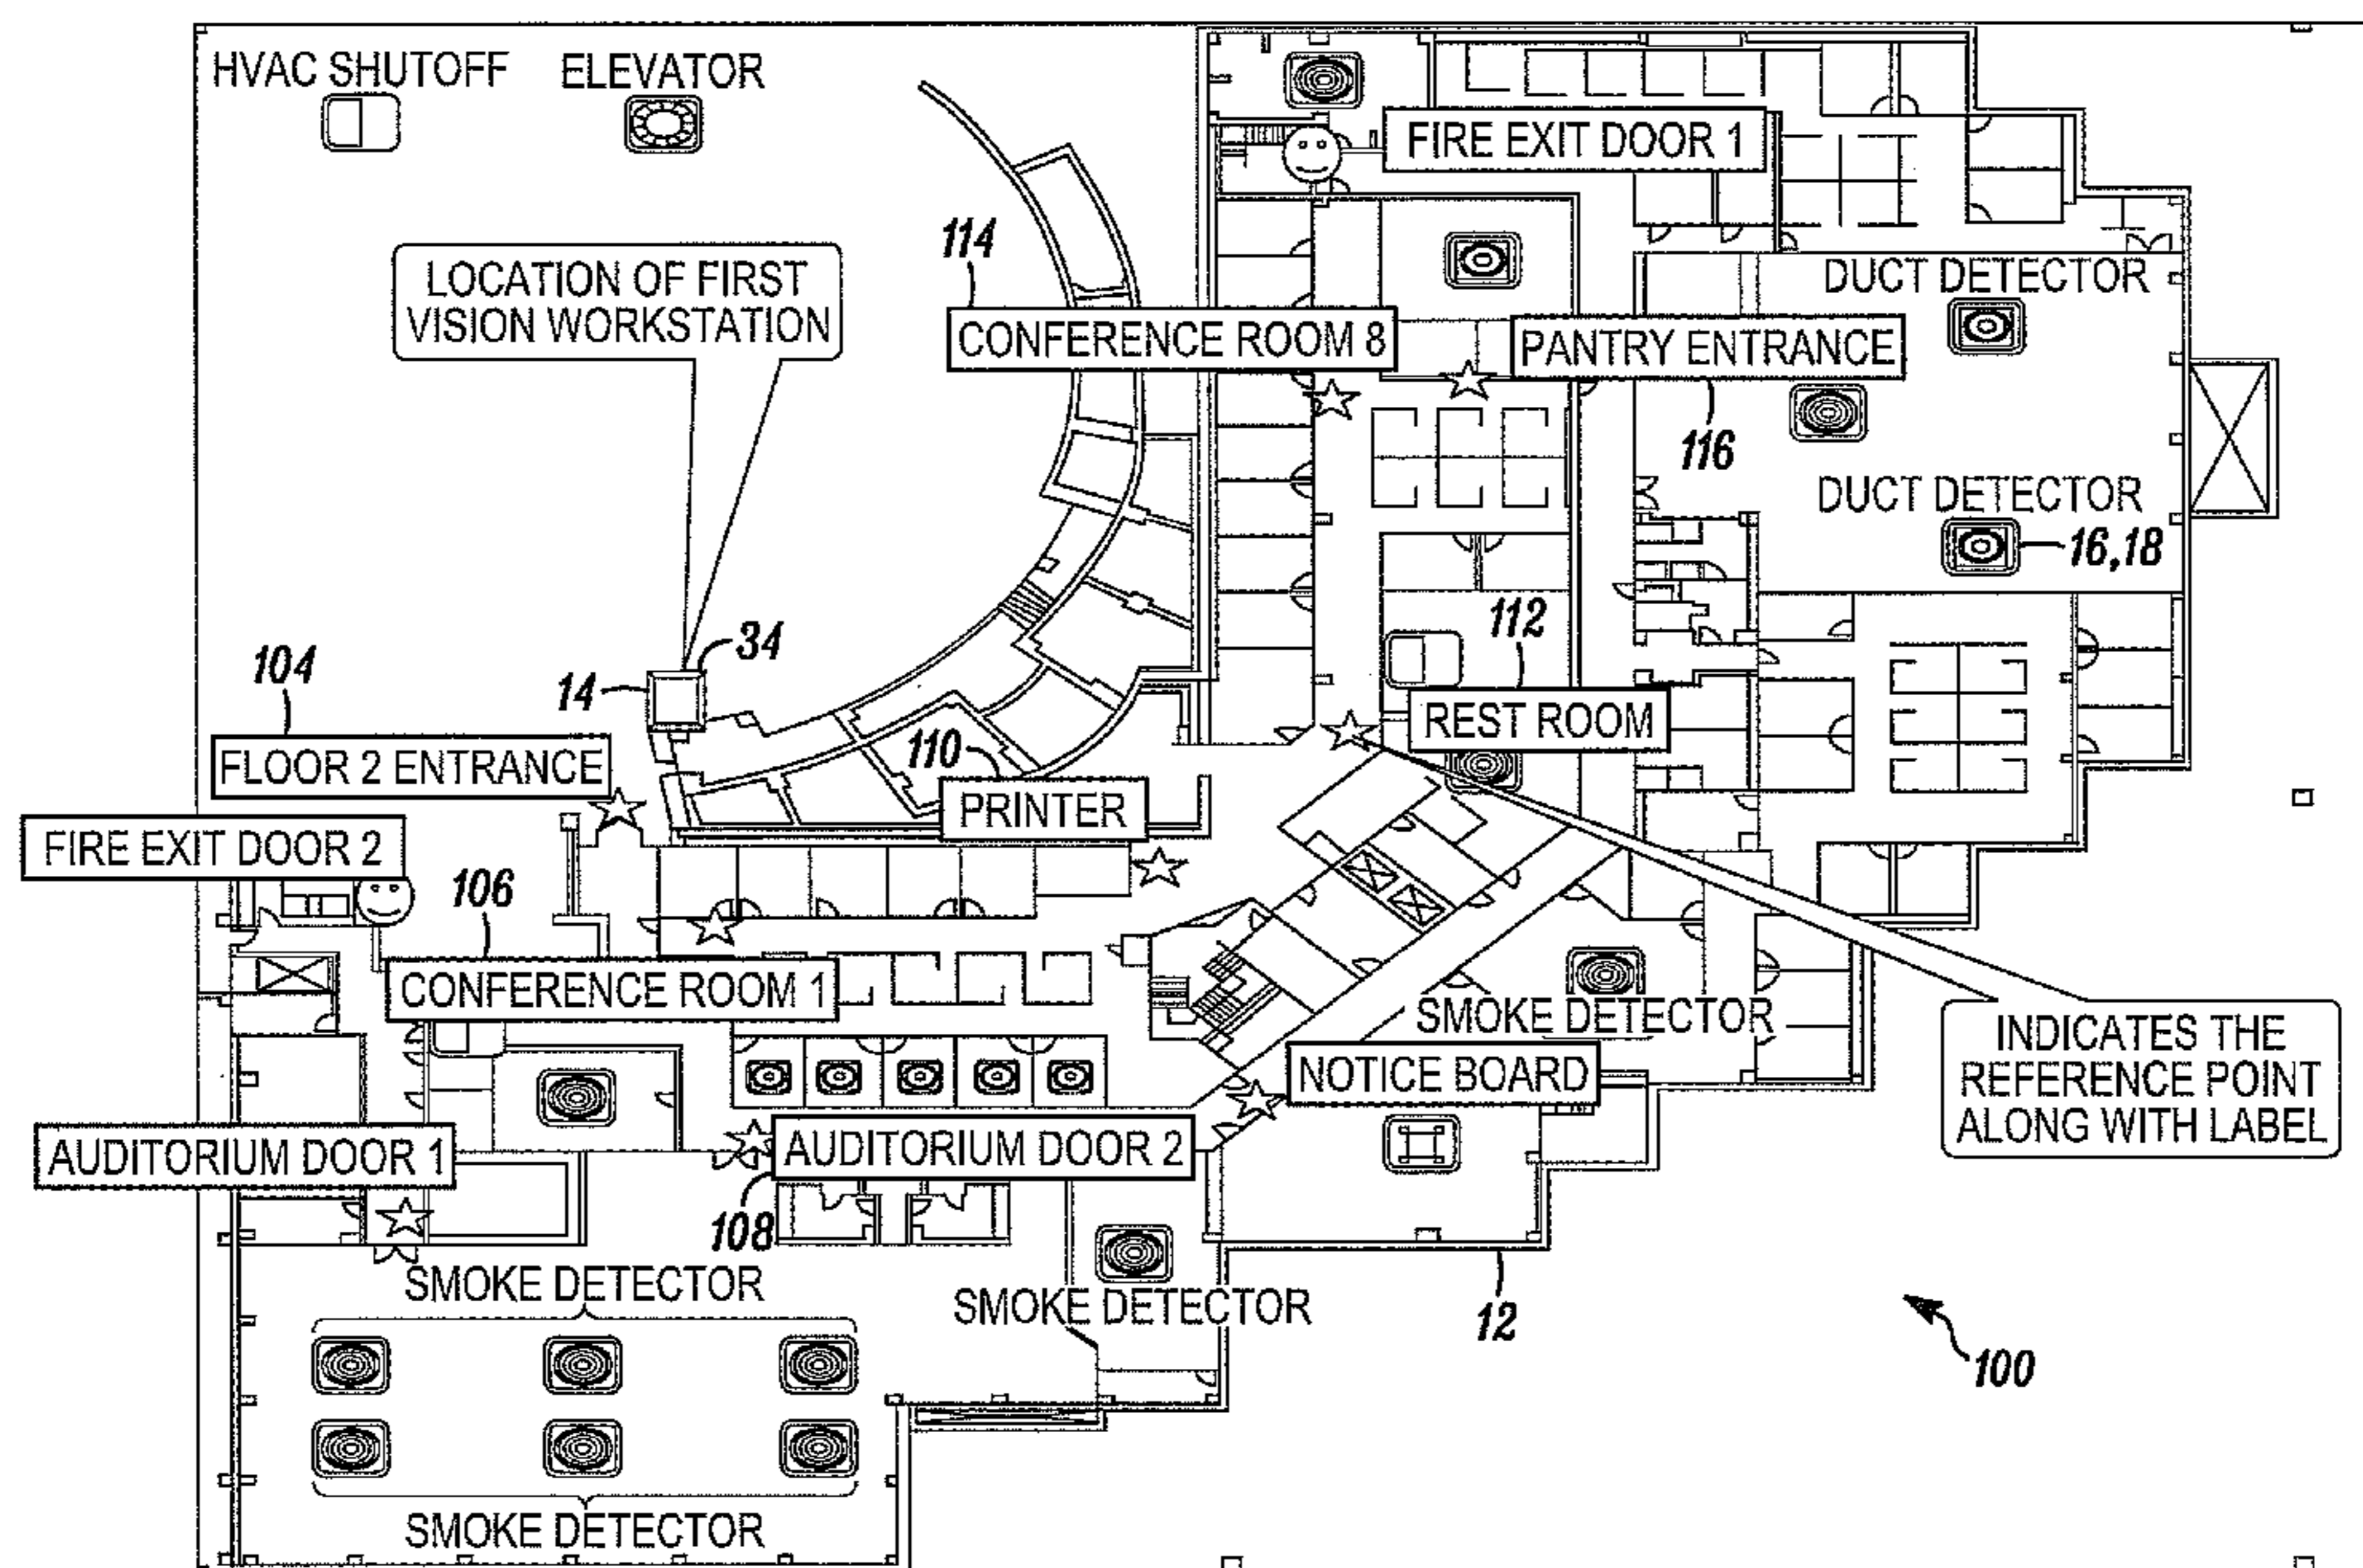 HVAC SHUTOFF
ELEVATOR
FIRE EXIT DOOR 1
114
LOCATION OF FIRST
VISION WORKSTATION
DUCT DETECTOR
CONFERENCE ROOM 8
PANTRY ENTRANCE
116
DUCT DETECTOR
16,18
112
34
104
14
REST ROOM
110
FLOOR 2 ENTRANCE
PRINTER
FIRE EXIT DOOR 2
106
CONFERENCE ROOM 1
SMOKE DETECTOR
INDICATES THE
REFERENCE POINT
ALONG WITH LABEL
NOTICE BOARD
AUDITORIUM DOOR 1
AUDITORIUM DOOR 2
108
SMOKE DETECTOR
SMOKE DETECTOR
12
100
SMOKE DETECTOR